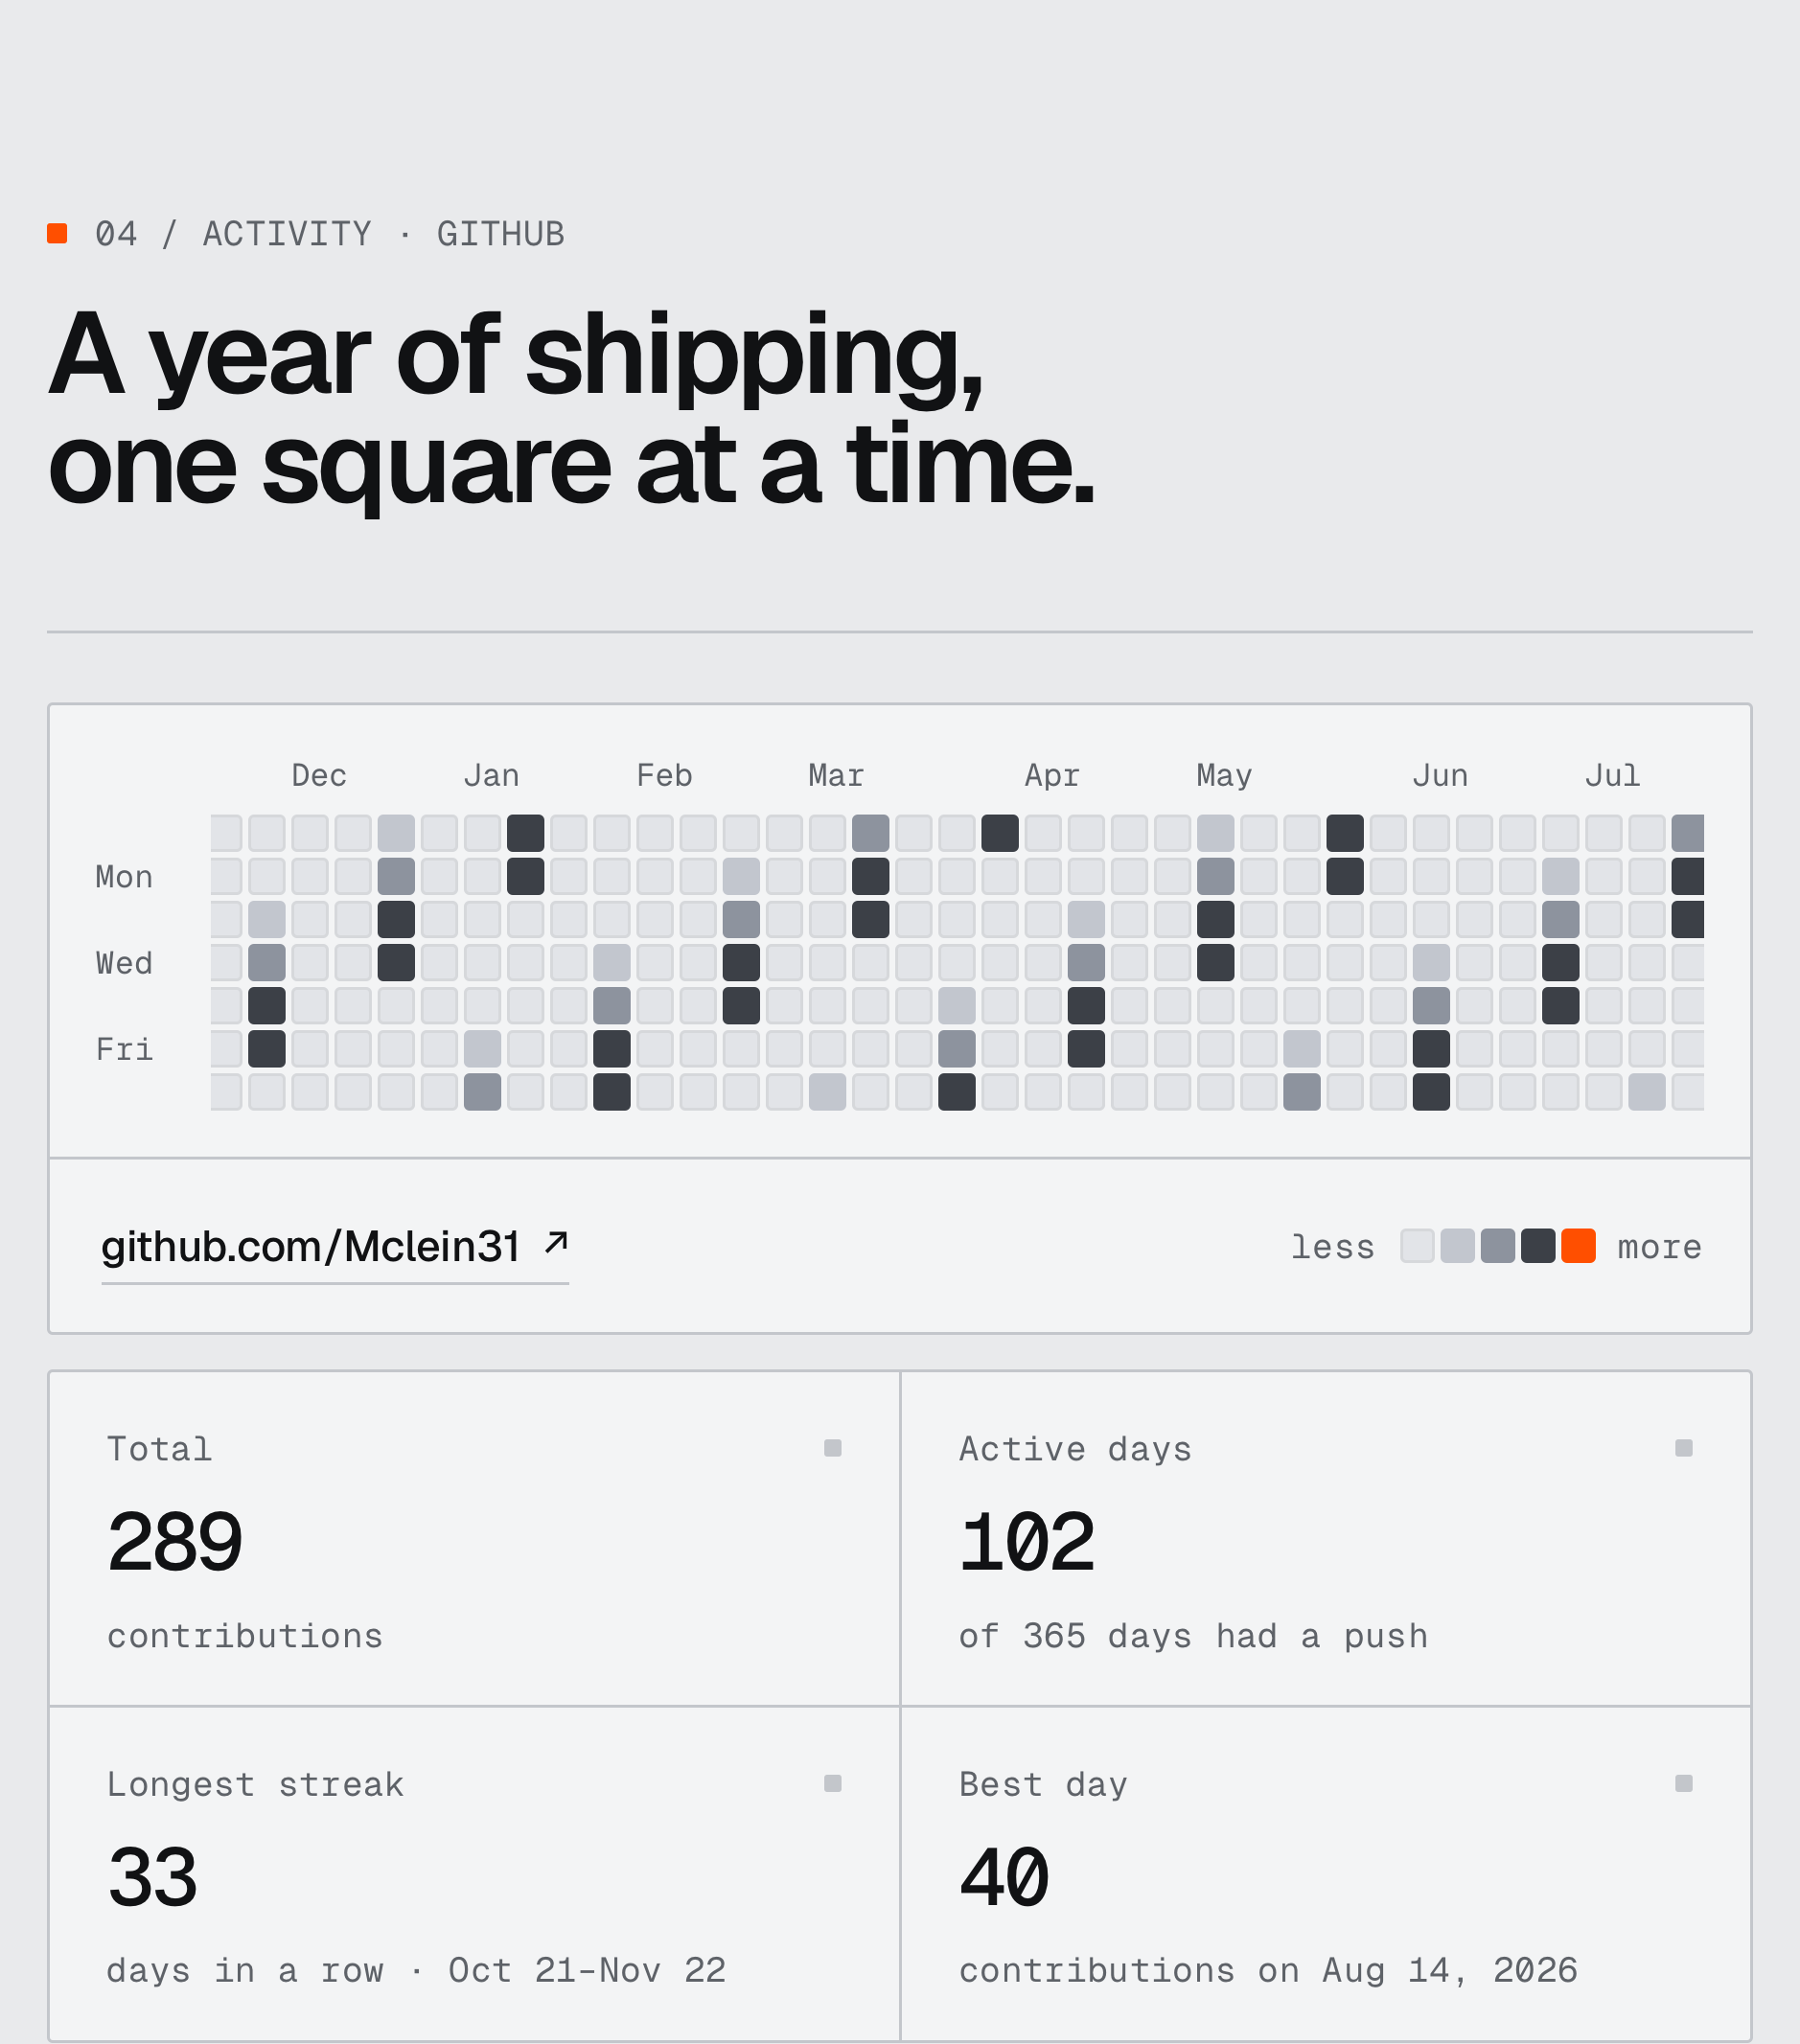 04 / ACTIVITY · GITHUB
A year of shipping,
one square at a time.
Dec Jan Feb Mar Apr May Jun Jul
Mon
Wed
Fri
github.com/Mclein31 ↗
less more
Total
289
contributions
Active days
102
of 365 days had a push
Longest streak
33
days in a row · Oct 21–Nov 22
Best day
40
contributions on Aug 14, 2026